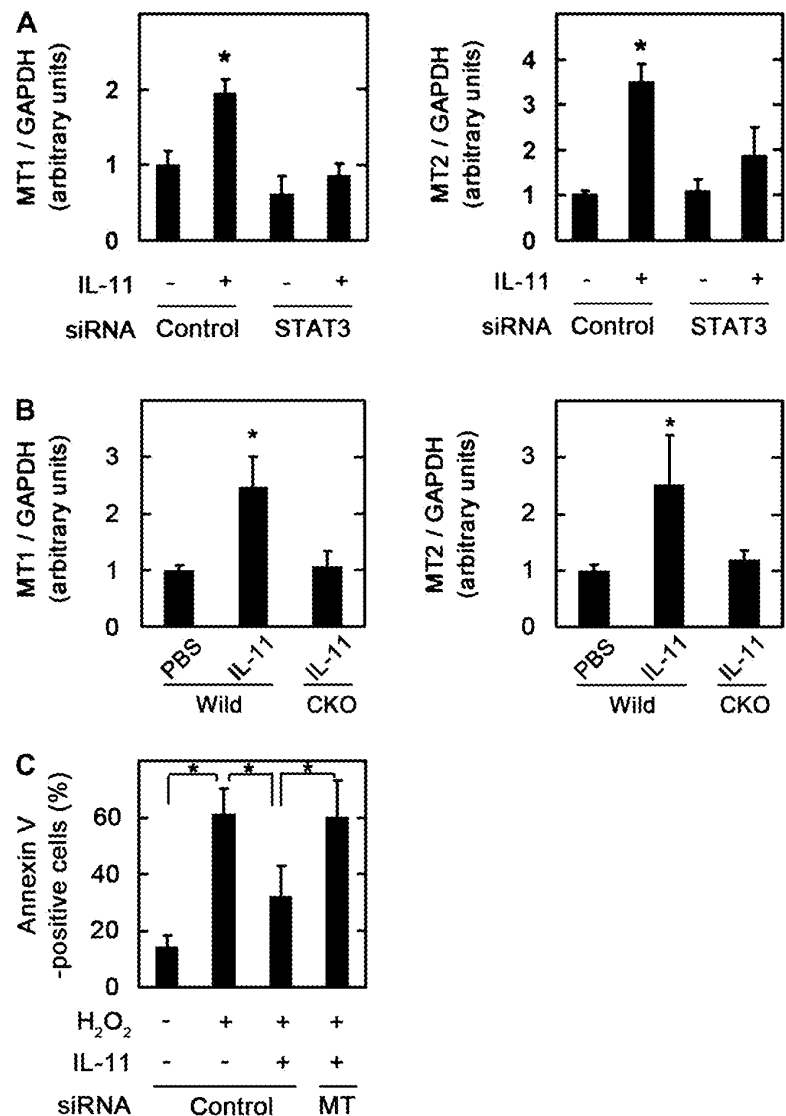 A
MT1 / GAPDH
(arbitrary units)
2
1
0
*
IL-11 - + - +
siRNA Control STAT3
MT2 / GAPDH
(arbitrary units)
4
3
2
1
0
*
IL-11 - + - +
siRNA Control STAT3
B
MT1 / GAPDH
(arbitrary units)
3
2
1
0
*
PBS IL-11 IL-11
Wild CKO
MT2 / GAPDH
(arbitrary units)
3
2
1
0
*
PBS IL-11 IL-11
Wild CKO
C
Annexin V
-positive cells (%)
60
40
20
0
* * *
H₂O₂ - + + +
IL-11 - - + +
siRNA Control MT